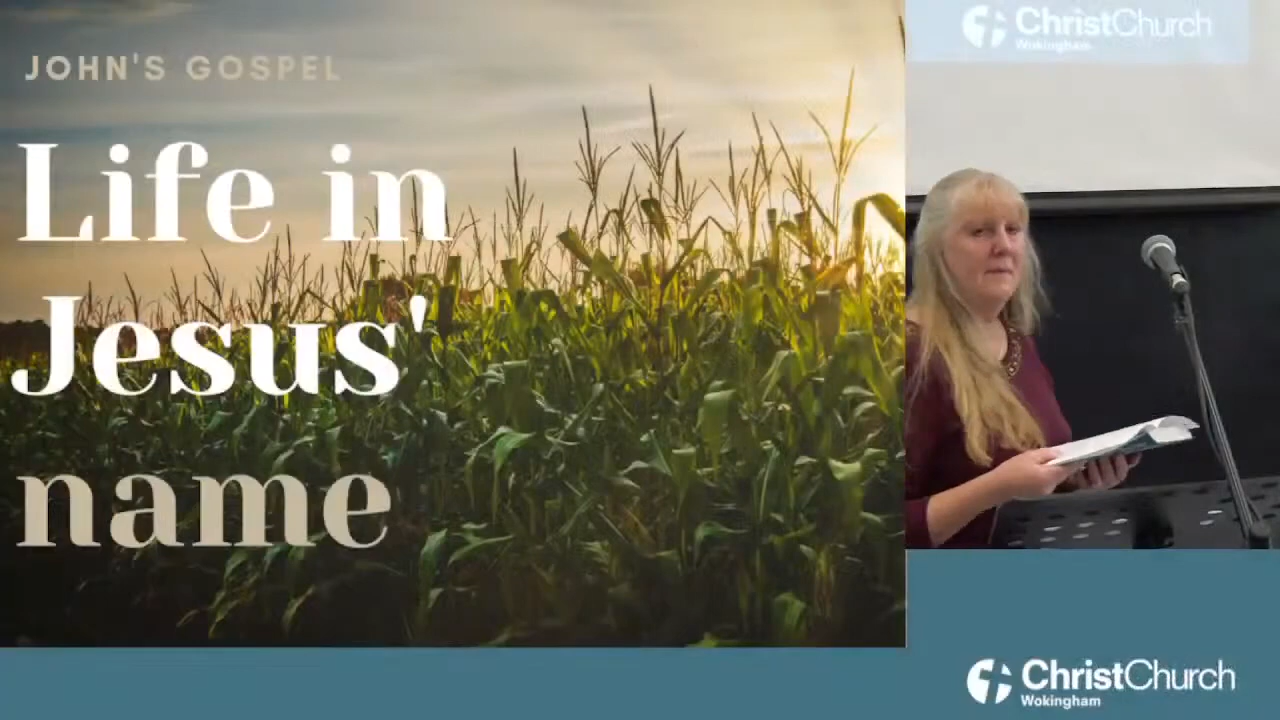 JOHN'S GOSPEL
Life in
Jesus'
name
ChristChurch
Wokingham
ChristChurch
Wokingham